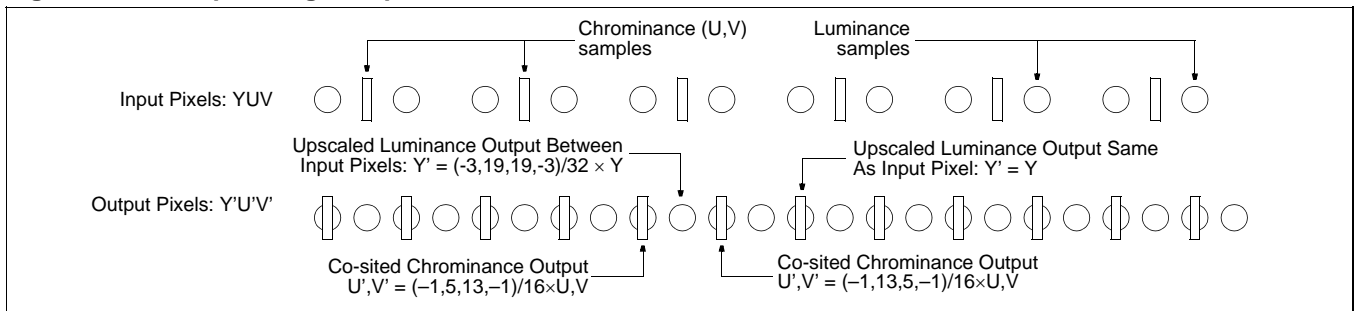 Chrominance (U,V)
samples
Luminance
samples
Input Pixels: YUV
Upscaled Luminance Output Between
Input Pixels: Y’ = (-3,19,19,-3)/32 × Y
Upscaled Luminance Output Same
As Input Pixel: Y’ = Y
Output Pixels: Y'U'V'
Co-sited Chrominance Output
U’,V’ = (–1,5,13,–1)/16×U,V
Co-sited Chrominance Output
U’,V’ = (–1,13,5,–1)/16×U,V